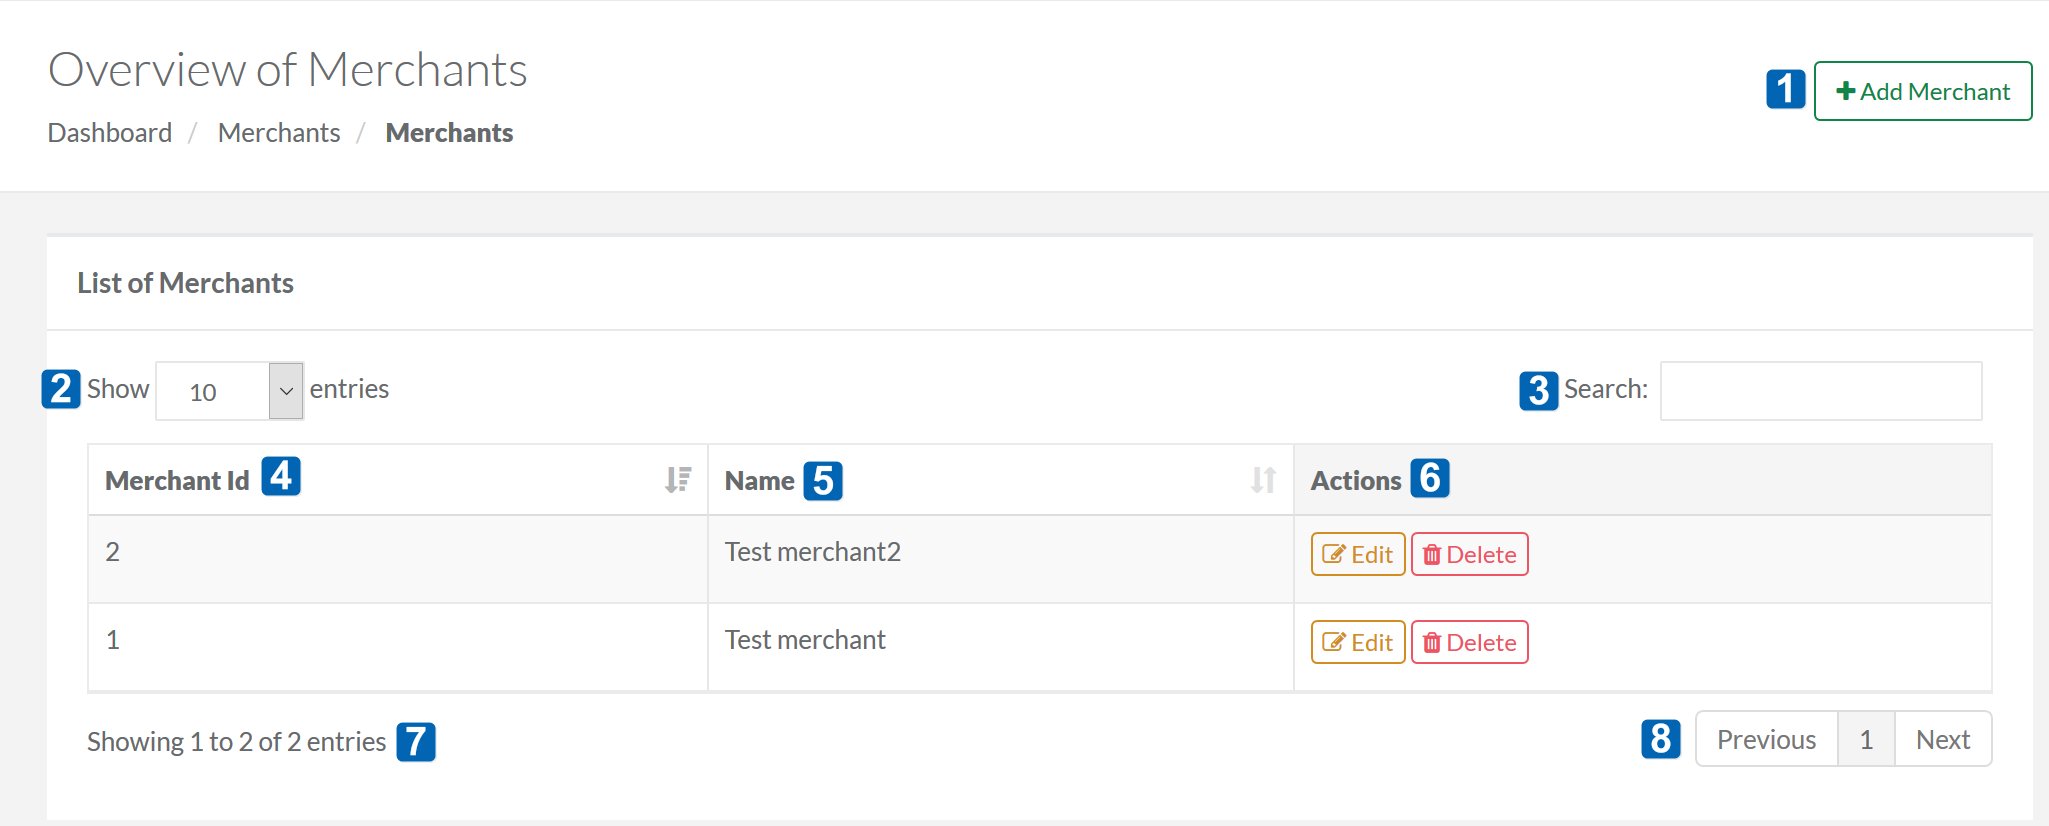 Overview of Merchants
1 Add Merchant
Dashboard / Merchants / Merchants
List of Merchants
2 Show 10 entries 3 Search:
Merchant Id 4 Name 5 Actions 6
2 Test merchant2 Edit Delete
1 Test merchant Edit Delete
Showing 1 to 2 of 2 entries 7 8 Previous 1 Next